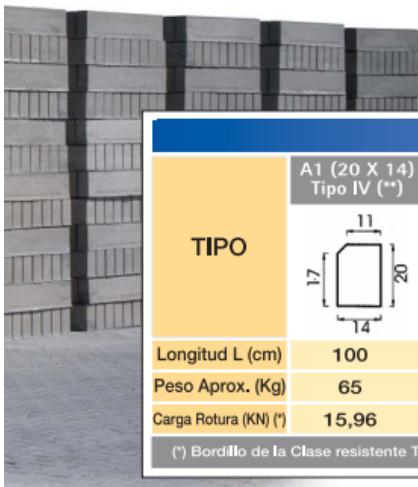 A1 (20 X 14)
Tipo IV (**)
TIPO
11
17
20
14
Longitud L (cm) 100
Peso Aprox. (Kg) 65
Carga Rotura (KN) (*) 15,96
(*) Bordillo de la Clase resistente T